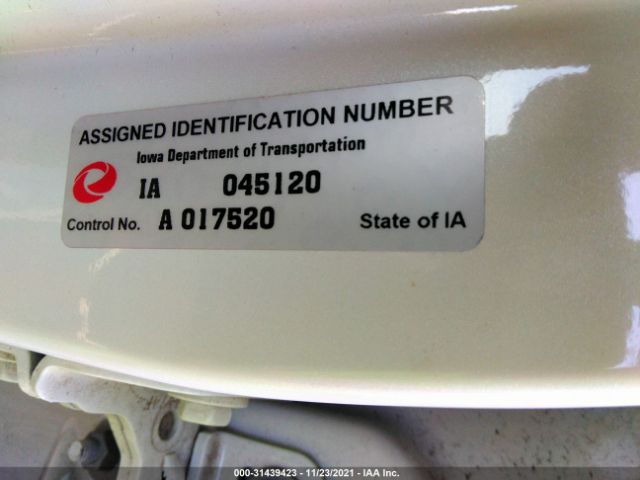 ASSIGNED IDENTIFICATION NUMBER
Iowa Department of Transportation
IA 045120
Control No. A 017520 State of IA
000-31439423 - 11/23/2021 - IAA Inc.